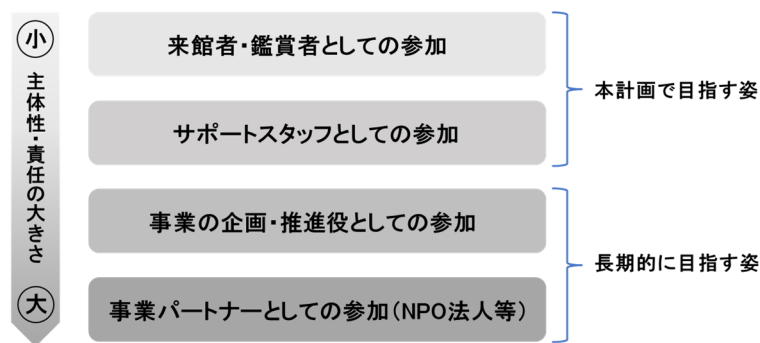 小
主体性・責任の大きさ
大
来館者・鑑賞者としての参加
サポートスタッフとしての参加
事業の企画・推進役としての参加
事業パートナーとしての参加（NPO法人等）
本計画で目指す姿
長期的に目指す姿